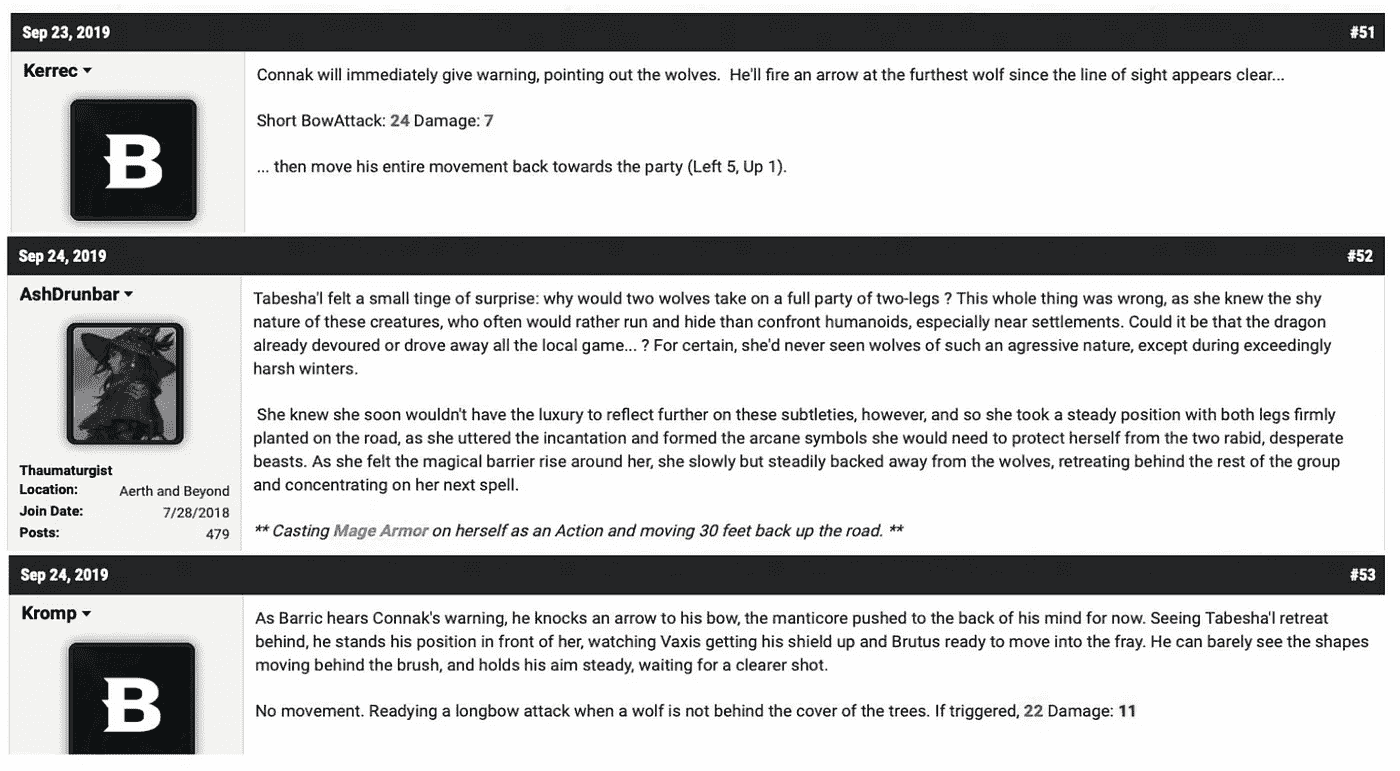 Sep 23, 2019 #51
Kerrec
Connak will immediately give warning, pointing out the wolves.  He'll fire an arrow at the furthest wolf since the line of sight appears clear...
B
Short BowAttack: 24 Damage: 7
... then move his entire movement back towards the party (Left 5, Up 1).
Sep 24, 2019 #52
AshDrunbar
Tabesha'l felt a small tinge of surprise: why would two wolves take on a full party of two-legs ? This whole thing was wrong, as she knew the shy
nature of these creatures, who often would rather run and hide than confront humanoids, especially near settlements. Could it be that the dragon
already devoured or drove away all the local game... ? For certain, she'd never seen wolves of such an agressive nature, except during exceedingly
harsh winters.
She knew she soon wouldn't have the luxury to reflect further on these subtleties, however, and so she took a steady position with both legs firmly
planted on the road, as she uttered the incantation and formed the arcane symbols she would need to protect herself from the two rabid, desperate
beasts. As she felt the magical barrier rise around her, she slowly but steadily backed away from the wolves, retreating behind the rest of the group
and concentrating on her next spell.
** Casting Mage Armor on herself as an Action and moving 30 feet back up the road. **
Thaumaturgist
Location: Aerth and Beyond
Join Date: 7/28/2018
Posts: 479
Sep 24, 2019 #53
Kromp
As Barric hears Connak's warning, he knocks an arrow to his bow, the manticore pushed to the back of his mind for now. Seeing Tabesha'l retreat
behind, he stands his position in front of her, watching Vaxis getting his shield up and Brutus ready to move into the fray. He can barely see the shapes
moving behind the brush, and holds his aim steady, waiting for a clearer shot.
B
No movement. Readying a longbow attack when a wolf is not behind the cover of the trees. If triggered, 22 Damage: 11